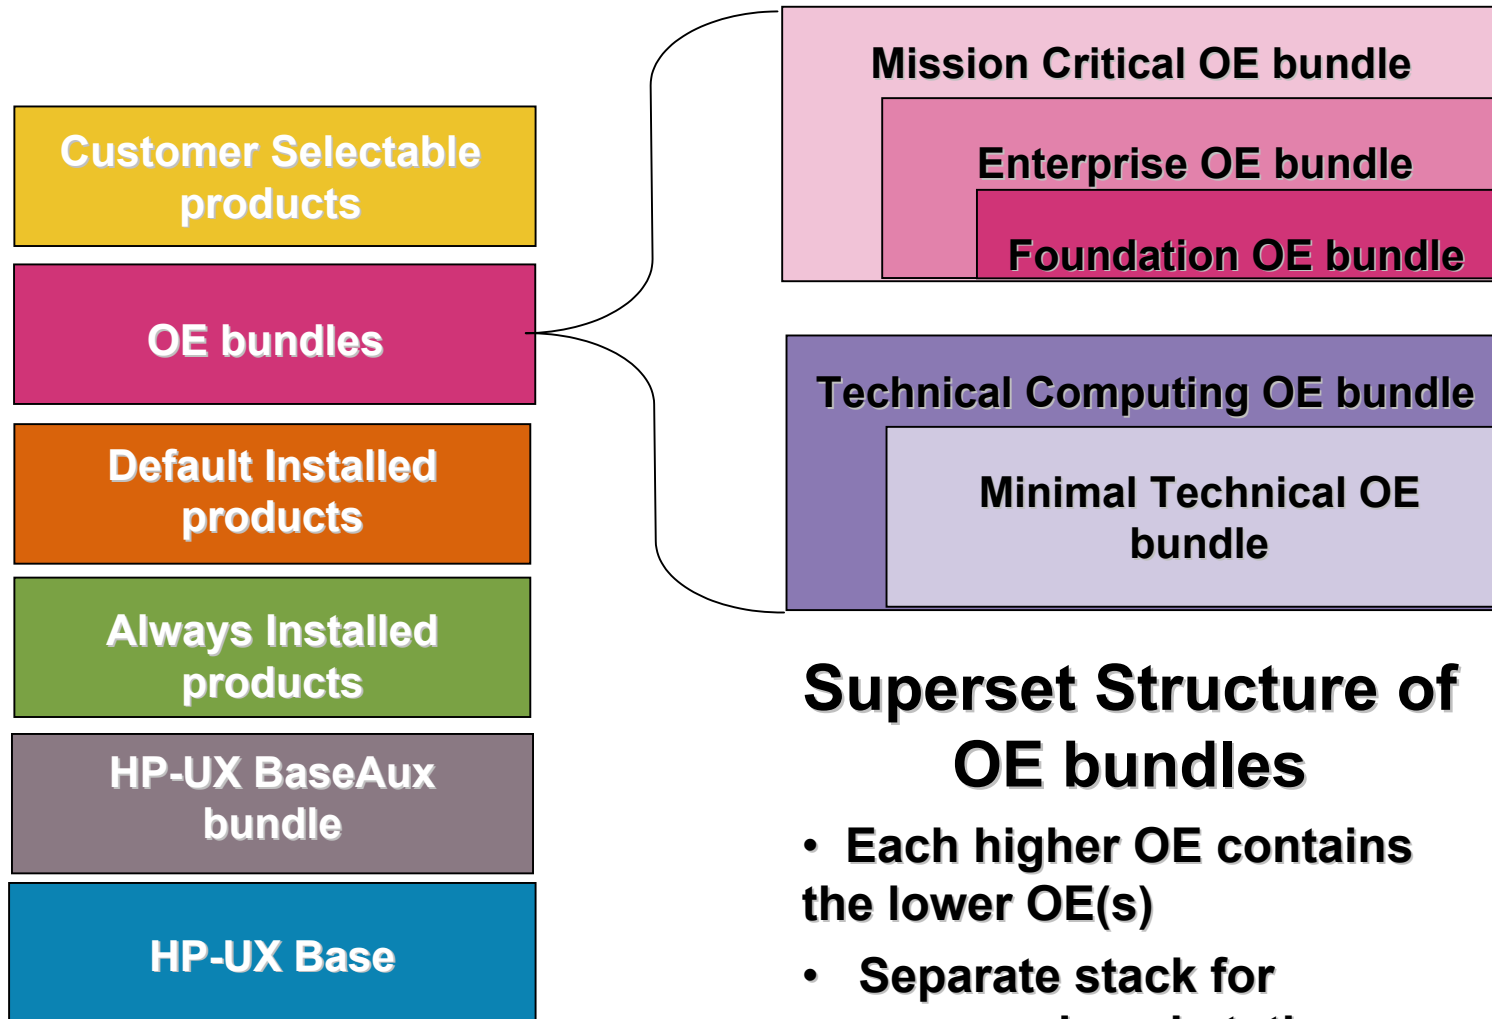 Customer Selectable
products
OE bundles
Default Installed
products
Always Installed
products
HP-UX BaseAux
bundle
HP-UX Base
Mission Critical OE bundle
Enterprise OE bundle
Foundation OE bundle
Technical Computing OE bundle
Minimal Technical OE
bundle
Superset Structure of
OE bundles
• Each higher OE contains
the lower OE(s)
• Separate stack for